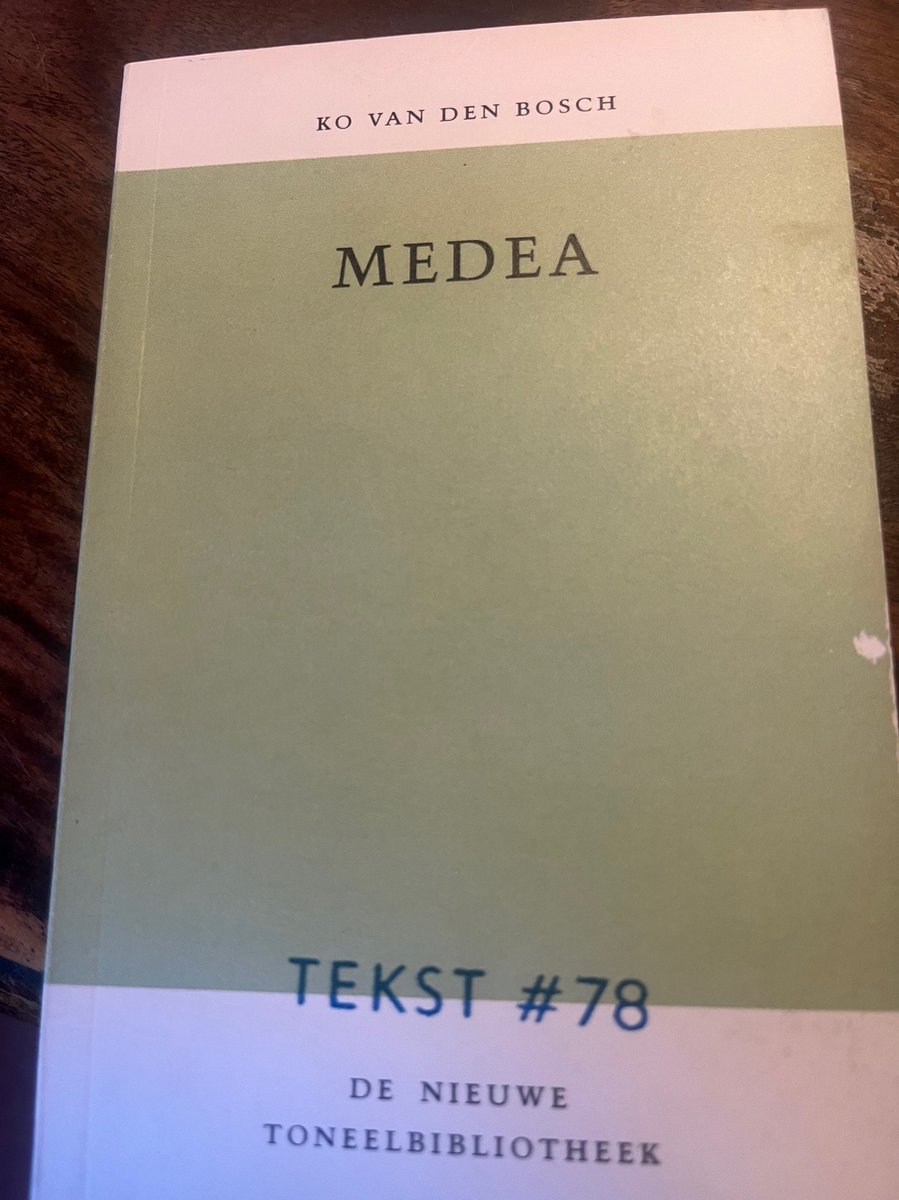 KO VAN DEN BOSCH
MEDEA
TEKST #78
DE NIEUWE
TONEELBIBLIOTHEEK